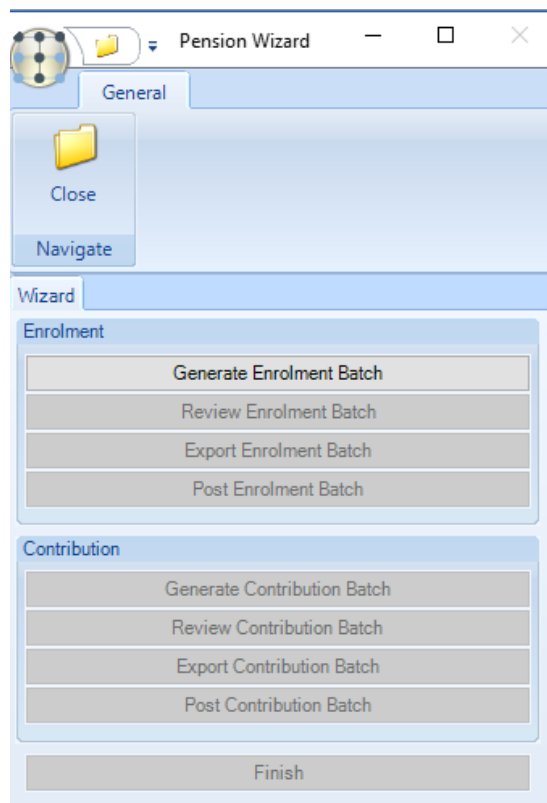 Pension Wizard
General
Close
Navigate
Wizard
Enrolment
Generate Enrolment Batch
Review Enrolment Batch
Export Enrolment Batch
Post Enrolment Batch
Contribution
Generate Contribution Batch
Review Contribution Batch
Export Contribution Batch
Post Contribution Batch
Finish